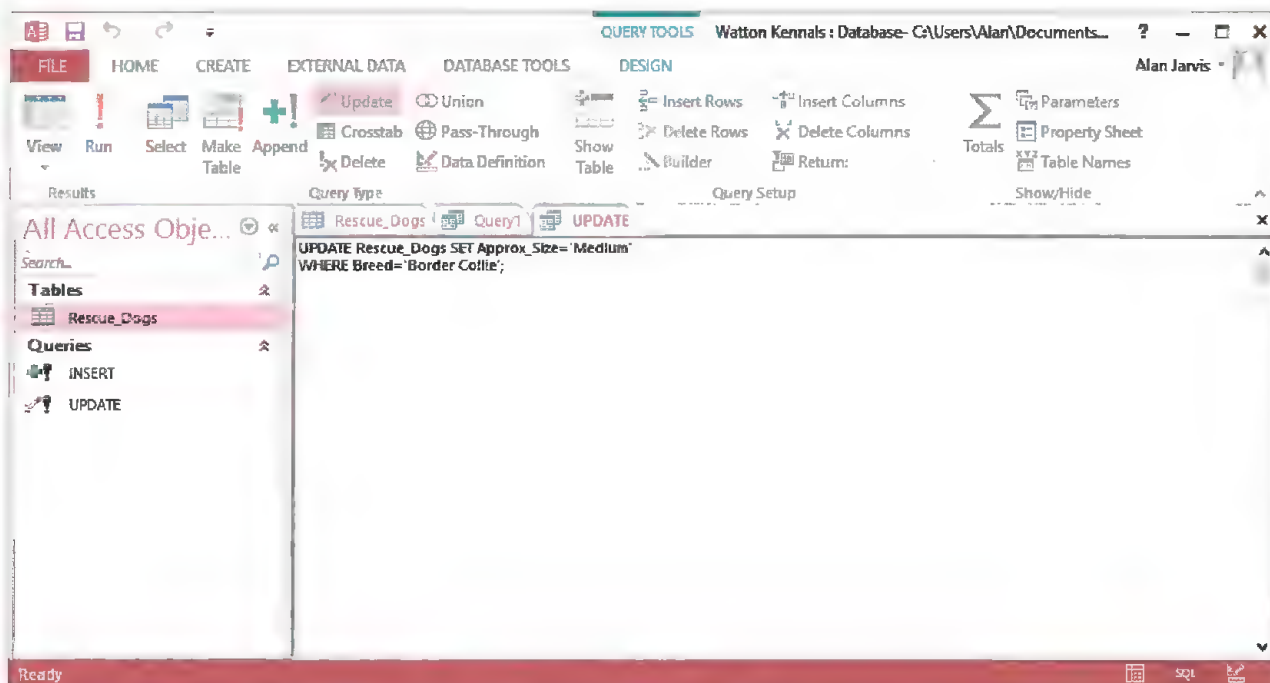 QUERY TOOLS Watton Kennals : Database- C:\Users\Alan\Documents... ?
FILE HOME CREATE EXTERNAL DATA DATABASE TOOLS DESIGN Alan Jarvis
View Run Select Make Table Append Update Crosstab Delete Union Pass-Through Data Definition Show Table Insert Rows Delete Rows Builder Insert Columns Delete Columns Return: Totals Parameters Property Sheet Table Names
Results Query Type Query Setup Show/Hide
All Access Obje...
Search...
Tables
Rescue_Dogs
Queries
INSERT
UPDATE
Rescue_Dogs Query1 UPDATE
UPDATE Rescue_Dogs SET Approx_Size='Medium'
WHERE Breed='Border Collie';
Ready SQL